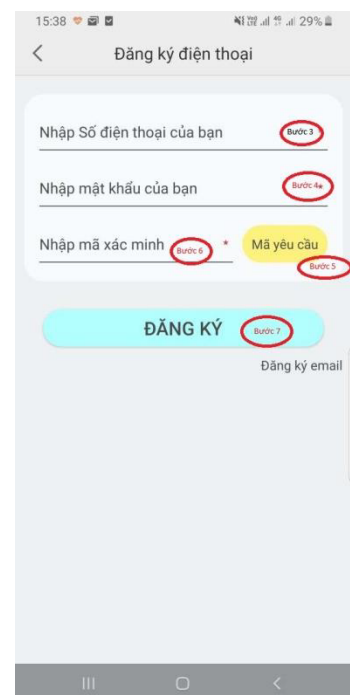 15:38 29%
Đăng ký điện thoại
Nhập Số điện thoại của bạn Bước 3
Nhập mật khẩu của bạn Bước 4*
Nhập mã xác minh Bước 6 * Mã yêu cầu
Bước 5
ĐĂNG KÝ Bước 7
Đăng ký email